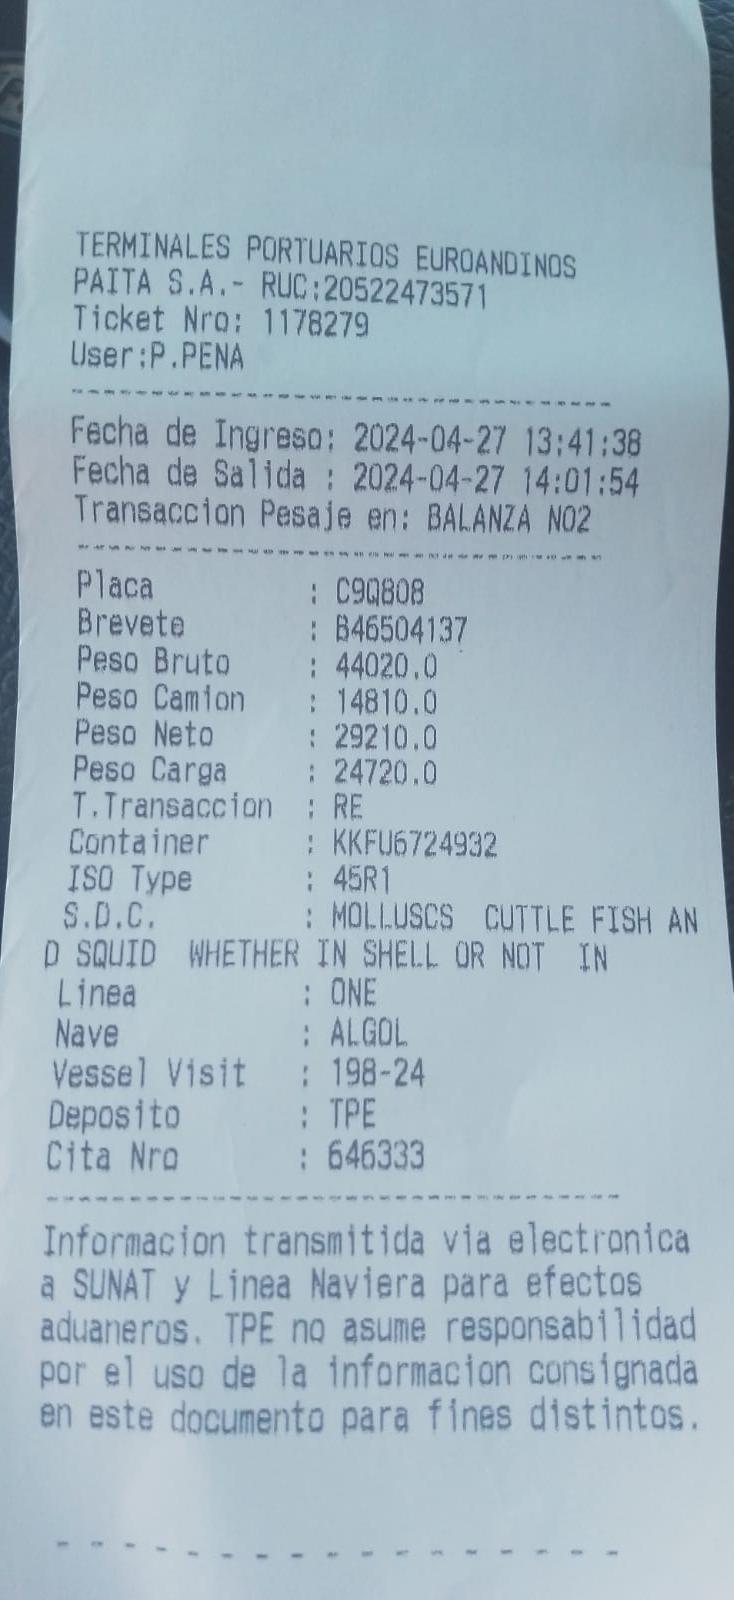 TERMINALES PORTUARIOS EUROANDINOS
PAITA S.A.- RUC:20522473571
Ticket Nro: 1178279
User:P.PENA
Fecha de Ingreso: 2024-04-27 13:41:38
Fecha de Salida : 2024-04-27 14:01:54
Transaccion Pesaje en: BALANZA NO2
Placa : C9Q808
Brevete : B46504137
Peso Bruto : 44020.0
Peso Camion : 14810.0
Peso Neto : 29210.0
Peso Carga : 24720.0
T.Transaccion : RE
Container : KKFU6724932
ISO Type : 45R1
S.D.C. : MOLLUSCS CUTTLE FISH AN
D SQUID WHETHER IN SHELL OR NOT IN
Linea : ONE
Nave : ALGOL
Vessel Visit : 198-24
Deposito : TPE
Cita Nro : 646333
Informacion transmitida via electronica
a SUNAT y Linea Naviera para efectos
aduaneros. TPE no asume responsabilidad
por el uso de la informacion consignada
en este documento para fines distintos.